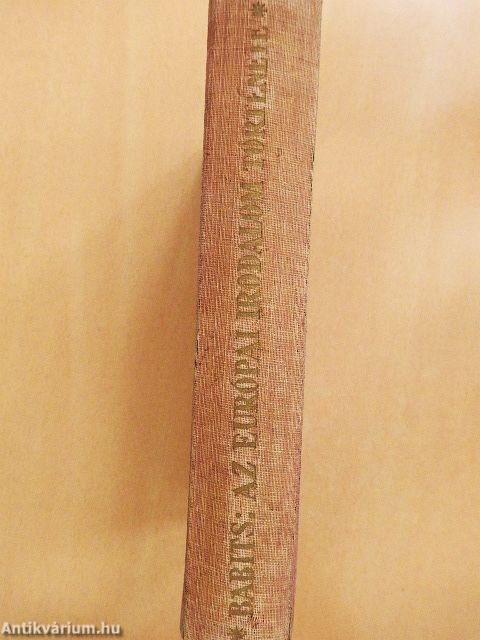 * BABITS: AZ EURÓPAI IRODALOM TÖRTÉNETE *
Antikvárium.hu